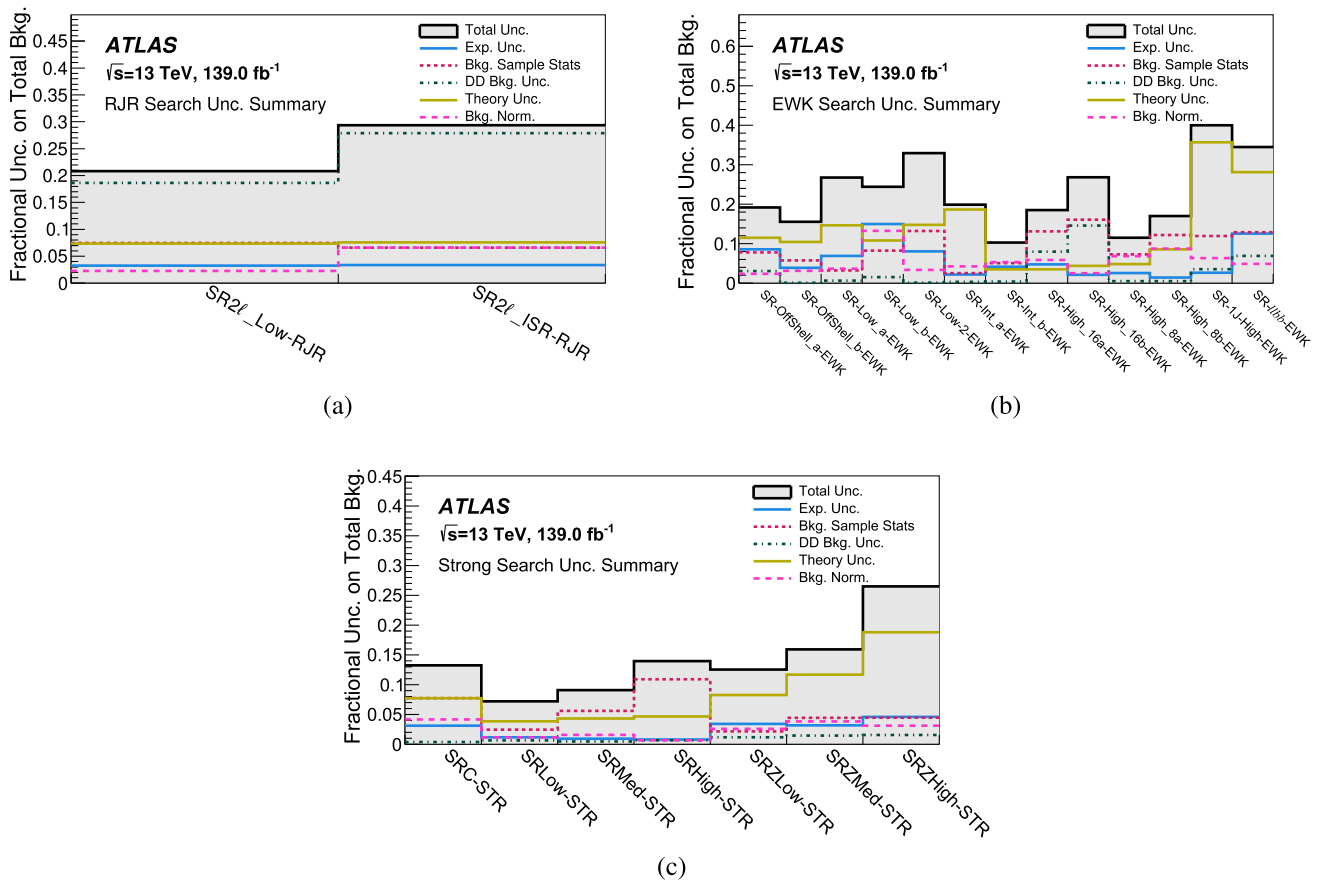 Fractional Unc. on Total Bkg.
0.45
0.4
0.35
0.3
0.25
0.2
0.15
0.1
0.05
0
ATLAS
√s=13 TeV, 139.0 fb⁻¹
RJR Search Unc. Summary
Total Unc.
Exp. Unc.
Bkg. Sample Stats
DD Bkg. Unc.
Theory Unc.
Bkg. Norm.
SR2ℓ_Low-RJR
SR2ℓ_ISR-RJR
(a)
Fractional Unc. on Total Bkg.
0.6
0.5
0.4
0.3
0.2
0.1
0
ATLAS
√s=13 TeV, 139.0 fb⁻¹
EWK Search Unc. Summary
Total Unc.
Exp. Unc.
Bkg. Sample Stats
DD Bkg. Unc.
Theory Unc.
Bkg. Norm.
SR-OffShell_a-EWK
SR-OffShell_b-EWK
SR-Low_a-EWK
SR-Low_b-EWK
SR-Low-2-EWK
SR-Int_a-EWK
SR-Int_b-EWK
SR-High_16a-EWK
SR-High_16b-EWK
SR-High_8a-EWK
SR-High_8b-EWK
SR-1J-High-EWK
SR-llbb-EWK
(b)
Fractional Unc. on Total Bkg.
0.45
0.4
0.35
0.3
0.25
0.2
0.15
0.1
0.05
0
ATLAS
√s=13 TeV, 139.0 fb⁻¹
Strong Search Unc. Summary
Total Unc.
Exp. Unc.
Bkg. Sample Stats
DD Bkg. Unc.
Theory Unc.
Bkg. Norm.
SRC-STR
SRLow-STR
SRMed-STR
SRHigh-STR
SRZLow-STR
SRZMed-STR
SRZHigh-STR
(c)